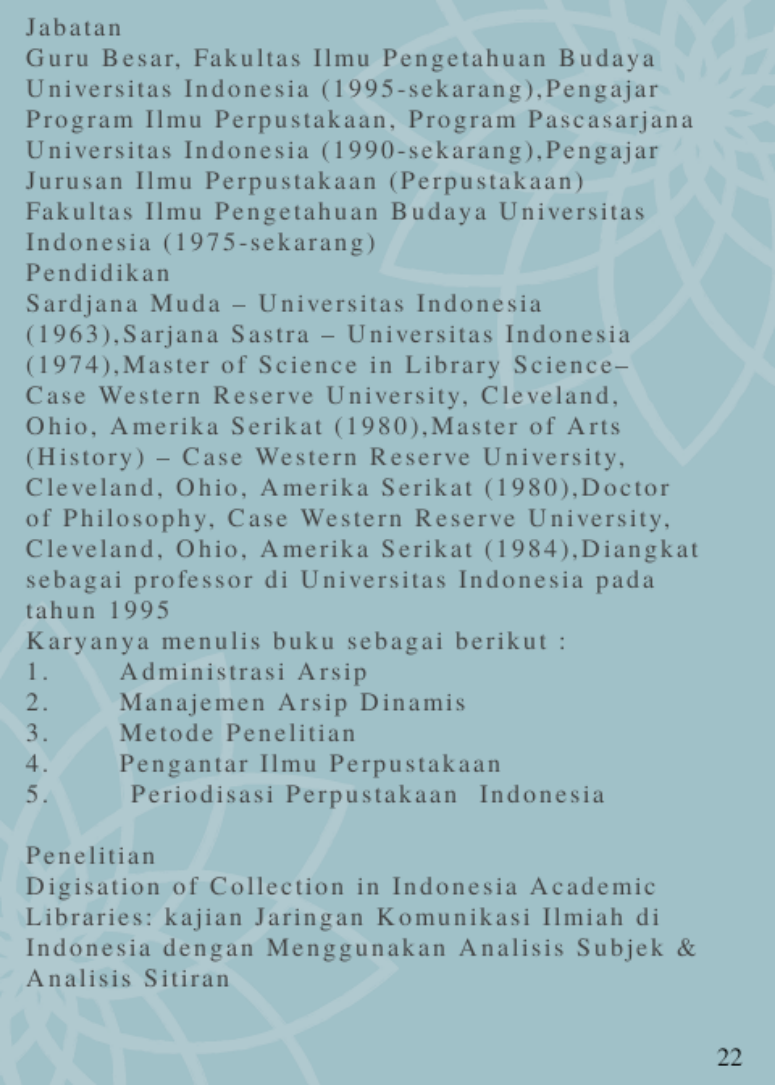 Jabatan
Guru Besar, Fakultas Ilmu Pengetahuan Budaya
Universitas Indonesia (1995-sekarang),Pengajar
Program Ilmu Perpustakaan, Program Pascasarjana
Universitas Indonesia (1990-sekarang),Pengajar
Jurusan Ilmu Perpustakaan (Perpustakaan)
Fakultas Ilmu Pengetahuan Budaya Universitas
Indonesia (1975-sekarang)
Pendidikan
Sardjana Muda – Universitas Indonesia
(1963),Sarjana Sastra – Universitas Indonesia
(1974),Master of Science in Library Science–
Case Western Reserve University, Cleveland,
Ohio, Amerika Serikat (1980),Master of Arts
(History) – Case Western Reserve University,
Cleveland, Ohio, Amerika Serikat (1980),Doctor
of Philosophy, Case Western Reserve University,
Cleveland, Ohio, Amerika Serikat (1984),Diangkat
sebagai professor di Universitas Indonesia pada
tahun 1995
Karyanya menulis buku sebagai berikut :
1. Administrasi Arsip
2. Manajemen Arsip Dinamis
3. Metode Penelitian
4. Pengantar Ilmu Perpustakaan
5. Periodisasi Perpustakaan Indonesia
Penelitian
Digisation of Collection in Indonesia Academic
Libraries: kajian Jaringan Komunikasi Ilmiah di
Indonesia dengan Menggunakan Analisis Subjek &
Analisis Sitiran
22